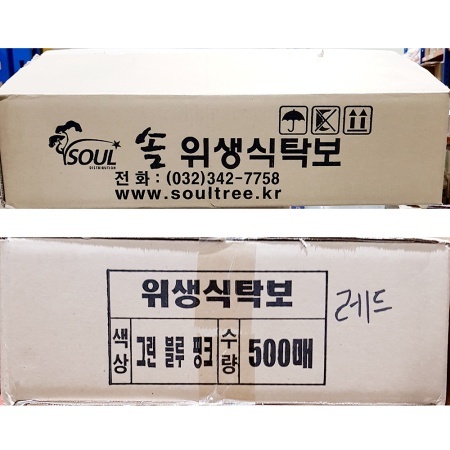 SOUL
DISTRIBUTION
솔 위생식탁보
전화:(032)342-7758
www.soultree.kr
위생식탁보
색상 그린 블루 핑크 수량 500매
레드